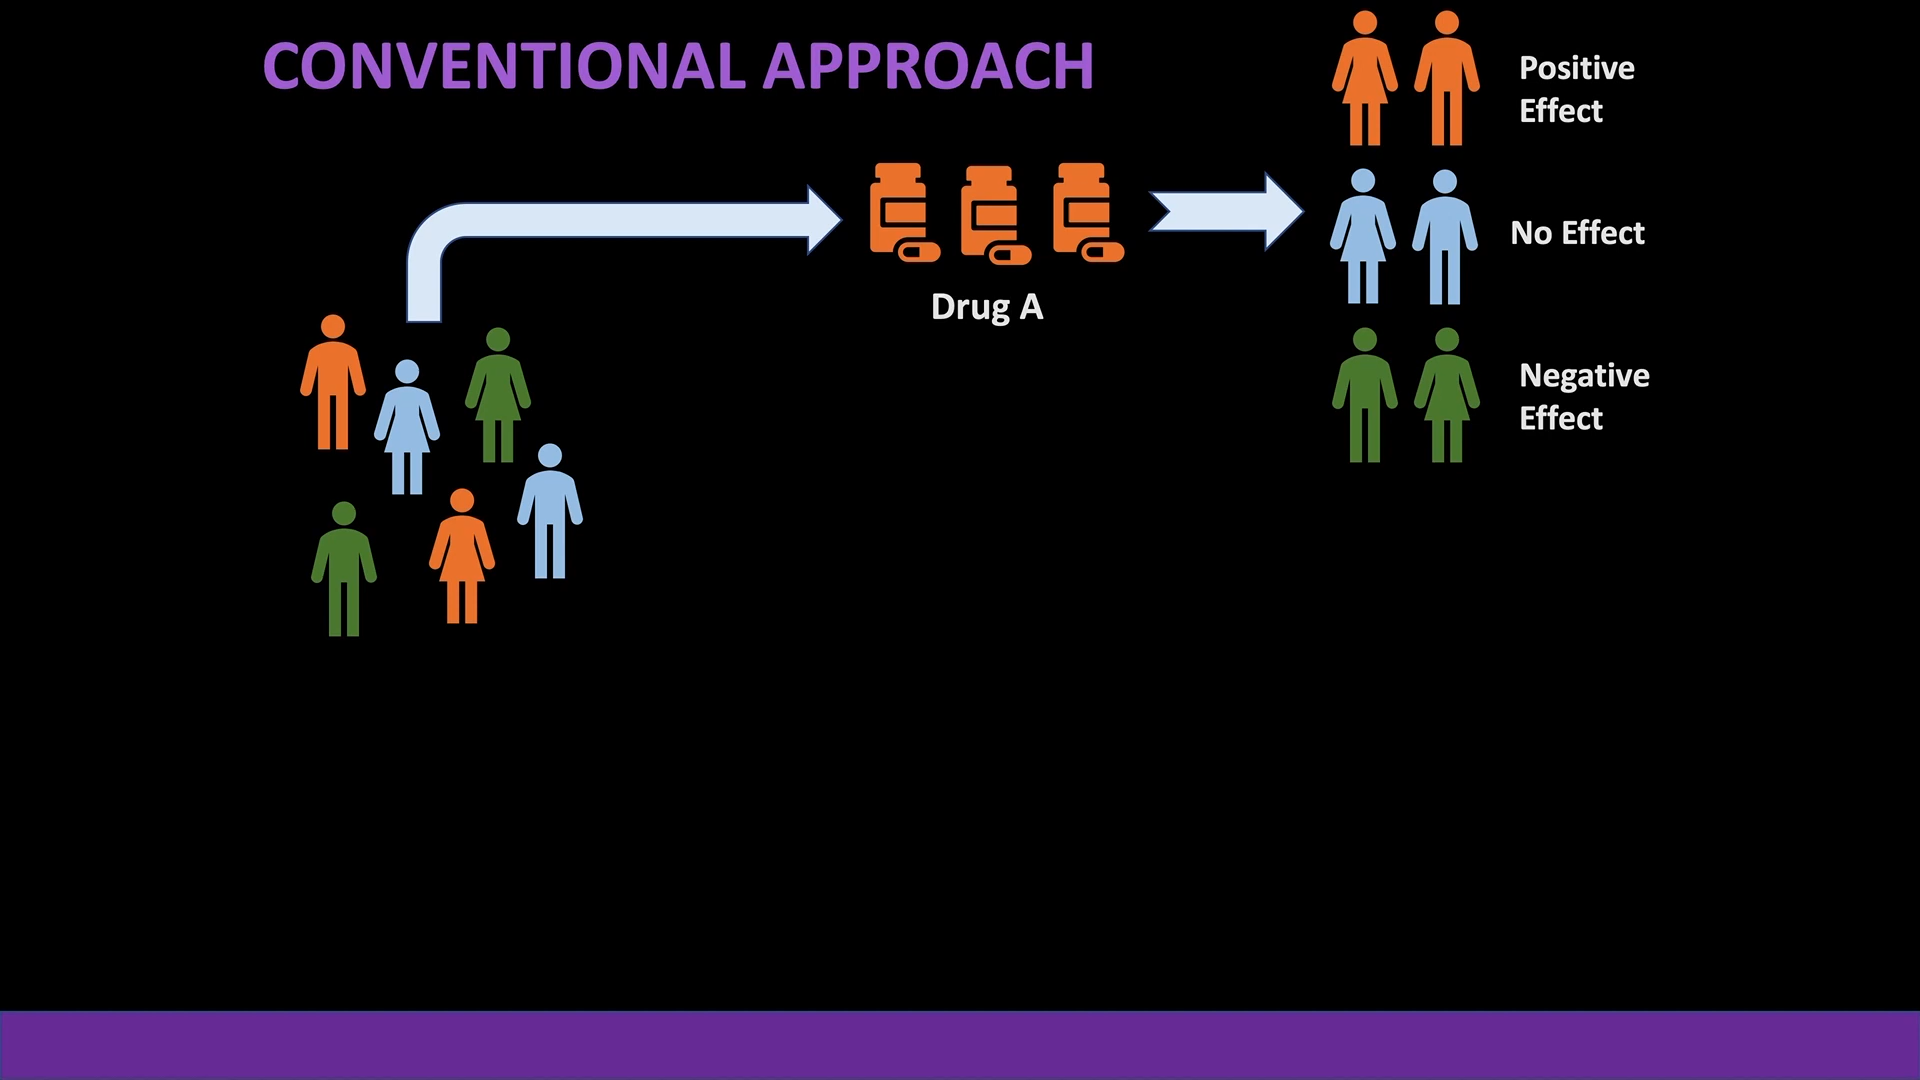 CONVENTIONAL APPROACH
Positive
Effect
No Effect
Drug A
Negative
Effect